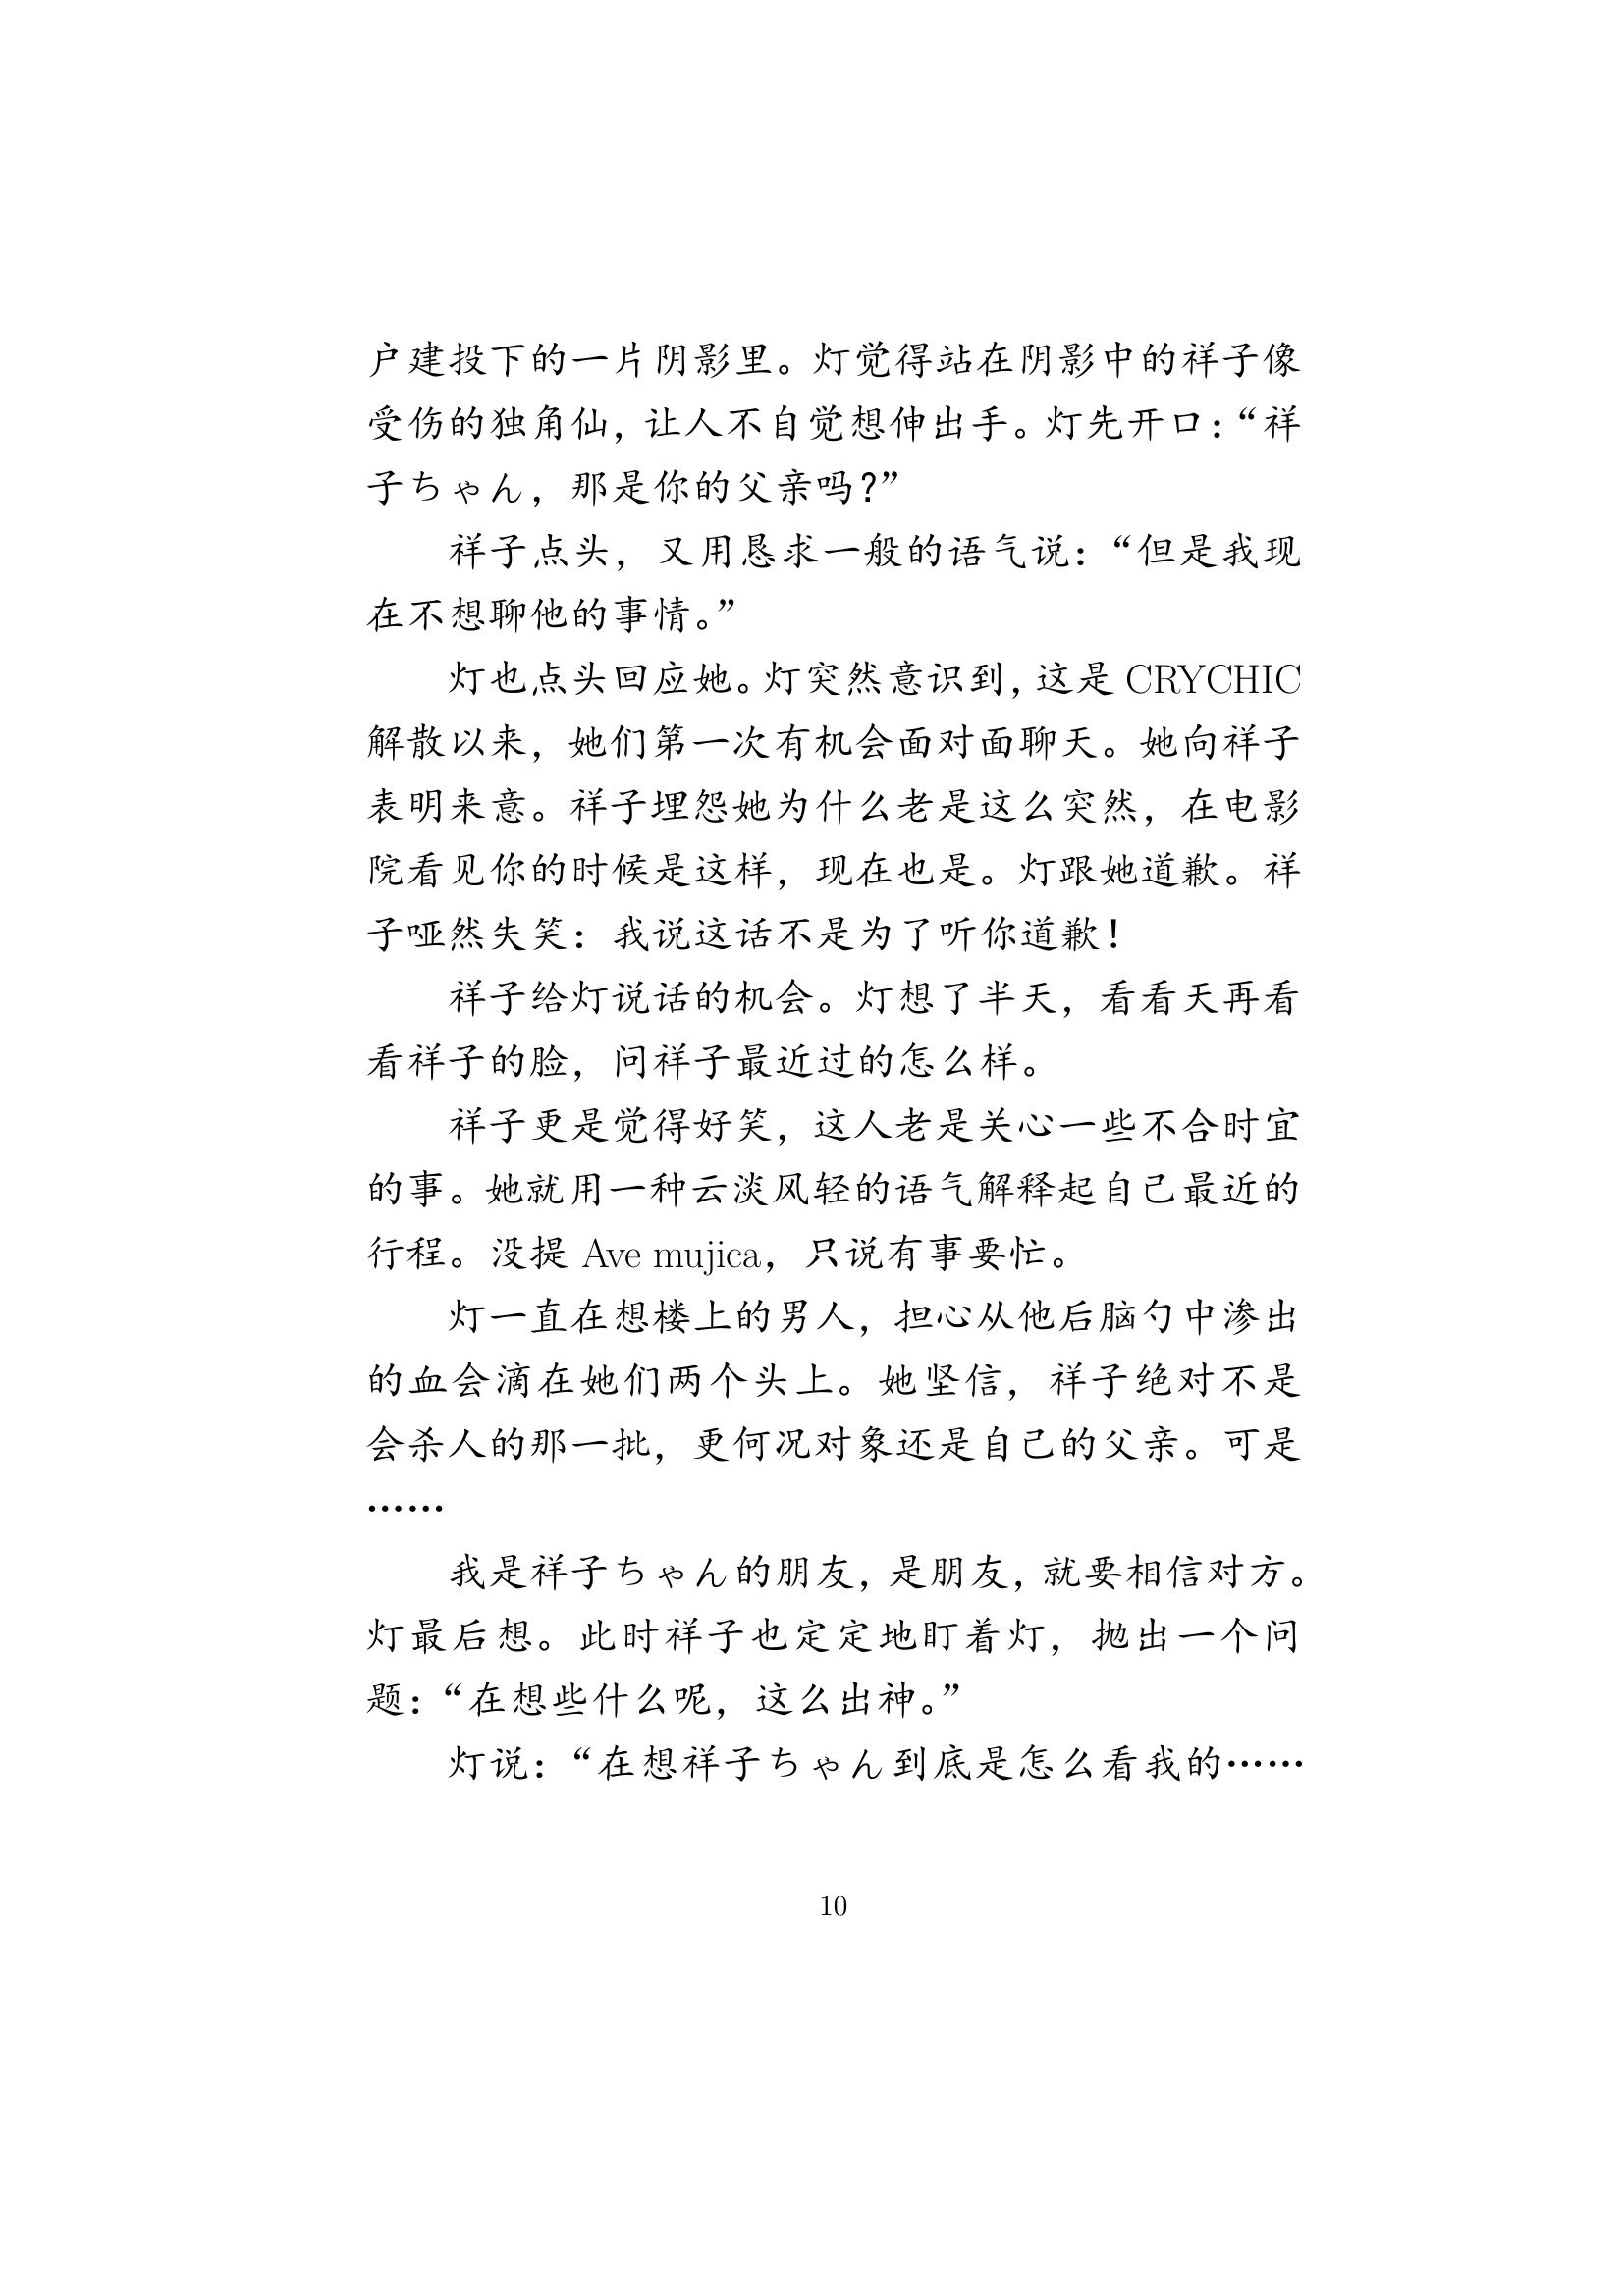 户建投下的一片阴影里。灯觉得站在阴影中的祥子像
受伤的独角仙，让人不自觉想伸出手。灯先开口：“祥
子ちゃん，那是你的父亲吗？”
祥子点头，又用恳求一般的语气说：“但是我现
在不想聊他的事情。”
灯也点头回应她。灯突然意识到，这是 CRYCHIC
解散以来，她们第一次有机会面对面聊天。她向祥子
表明来意。祥子埋怨她为什么老是这么突然，在电影
院看见你的时候是这样，现在也是。灯跟她道歉。祥
子哑然失笑：我说这话不是为了听你道歉！
祥子给灯说话的机会。灯想了半天，看看天再看
看祥子的脸，问祥子最近过的怎么样。
祥子更是觉得好笑，这人老是关心一些不合时宜
的事。她就用一种云淡风轻的语气解释起自己最近的
行程。没提 Ave mujica，只说有事要忙。
灯一直在想楼上的男人，担心从他后脑勺中渗出
的血会滴在她们两个头上。她坚信，祥子绝对不是
会杀人的那一批，更何况对象还是自己的父亲。可是
……
我是祥子ちゃん的朋友，是朋友，就要相信对方。
灯最后想。此时祥子也定定地盯着灯，抛出一个问
题：“在想些什么呢，这么出神。”
灯说：“在想祥子ちゃん到底是怎么看我的……
10